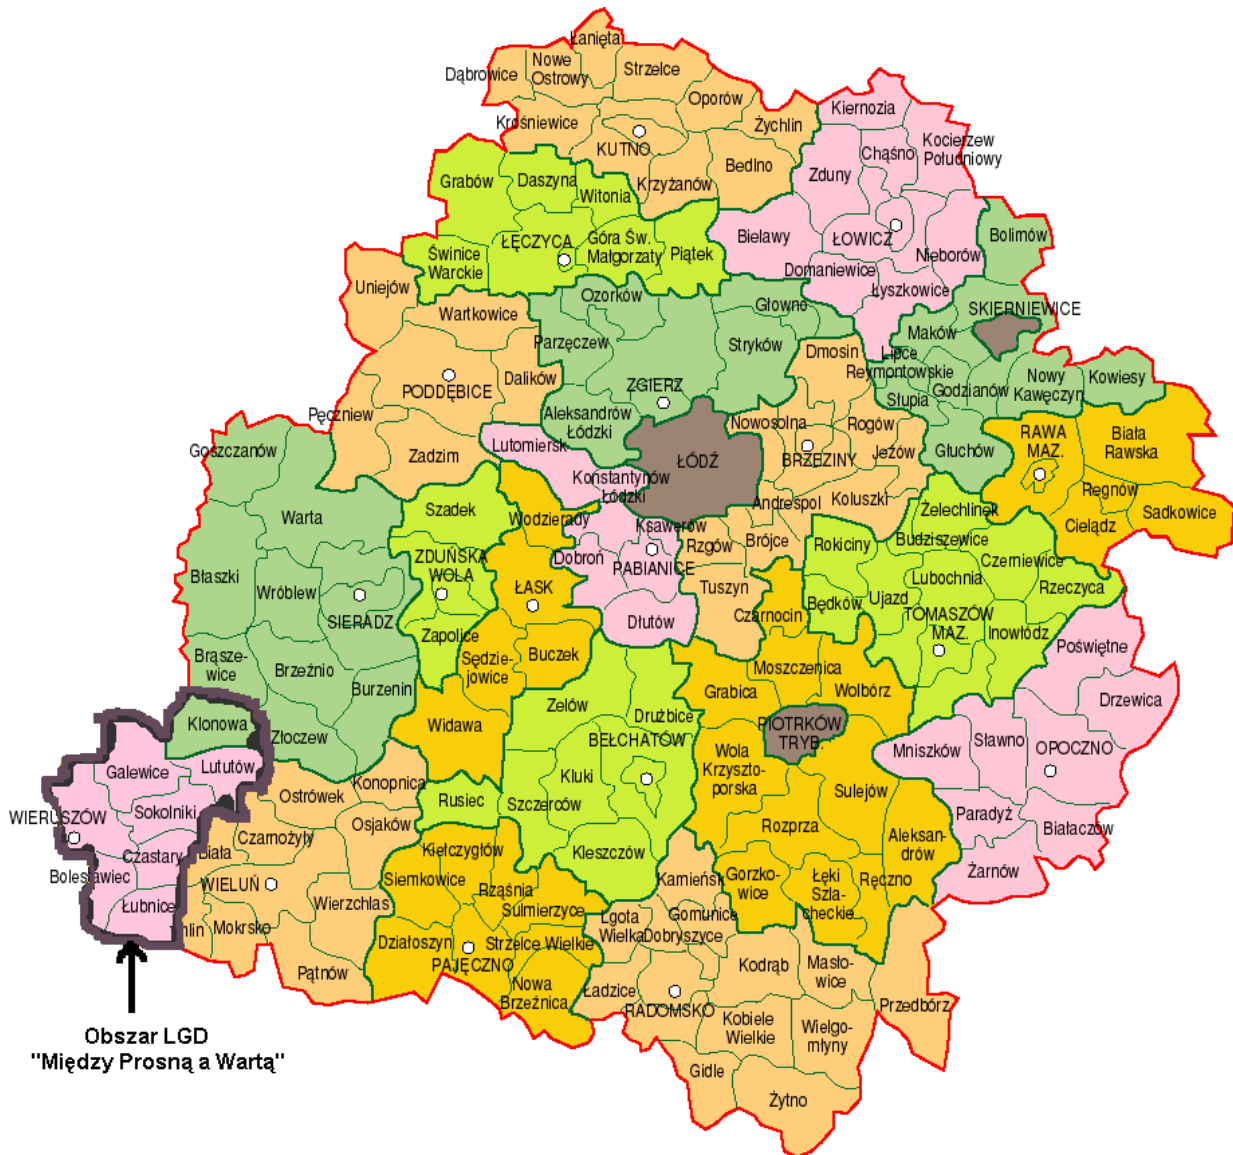 Łanięta
Dąbrowice
Nowe
Ostrowy
Strzelce
Oporów
Krośniewice
KUTNO
Żychlin
Bedlno
Krzyżanów
Kiernozia
Kocierzew
Południowy
Chąśno
Zduny
ŁOWICZ
Bielawy
Nieborów
Domaniewice
Łyszkowice
Bolimów
Grabów
Daszyna
Witonia
ŁĘCZYCA
Góra Św.
Małgorzaty
Piątek
Świnice
Warckie
Uniejów
Wartkowice
PODDĘBICE
Dalików
Pęczniew
Zadzim
Ozorków
Głowno
Parzęczew
Stryków
ZGIERZ
Aleksandrów
Łódzki
SKIERNIEWICE
Maków
Lipce
Reymontowskie
Godzianów
Nowy
Kawęczyn
Kowiesy
Słupia
Głuchów
Dmosin
Nowosolna
Rogów
BRZEZINY
Jeżów
Koluszki
Andrespol
Brójce
Rzgów
Tuszyn
ŁÓDŹ
Lutomiersk
Konstantynów
Łódzki
Ksawerów
Dobroń
PABIANICE
Dłutów
RAWA
MAZ.
Biała
Rawska
Regnów
Sadkowice
Cielądz
Goszczanów
Warta
Błaszki
Wróblew
SIERADZ
Brąsze-
wice
Brzeźnio
Burzenin
Złoczew
Klonowa
Szadek
ZDUŃSKA
WOLA
Zapolice
Wodzierady
ŁASK
Sędzie-
jowice
Buczek
Widawa
Żelechlinek
Budziszewice
Rokiciny
Czerniewice
Lubochnia
Rzeczyca
Ujazd
Będków
TOMASZÓW
MAZ.
Inowłódz
Czarnocin
Moszczenica
Grabica
Wolbórz
PIOTRKÓW
TRYB.
Wola
Krzyszto-
porska
Sulejów
Rozprza
Aleksan-
drów
Gorzko-
wice
Łęki
Szla-
checkie
Ręczno
Poświętne
Drzewica
Mniszków
Sławno
OPOCZNO
Paradyż
Białaczów
Żarnów
Zelów
Drużbice
BEŁCHATÓW
Kluki
Rusiec
Szczerców
Kleszczów
Galewice
Lututów
Sokolniki
WIERUSZÓW
Czastary
Bolesławiec
Łubnice
Konopnica
Ostrówek
Osjaków
Czarnożyły
Biała
WIELUŃ
Wierzchlas
Mokrsko
Pątnów
Kiełczygłów
Siemkowice
Rząśnia
Sulmierzyce
Działoszyn
PAJĘCZNO
Strzelce Wielkie
Nowa
Brzeźnica
Kamieńsk
Lgota
Wielka
Gomunice
Dobryszyce
Kodrąb
Masło-
wice
Przedbórz
Ładzice
RADOMSKO
Kobiele
Wielkie
Wielgo-
młyny
Gidle
Żytno
Obszar LGD
"Między Prosną a Wartą"